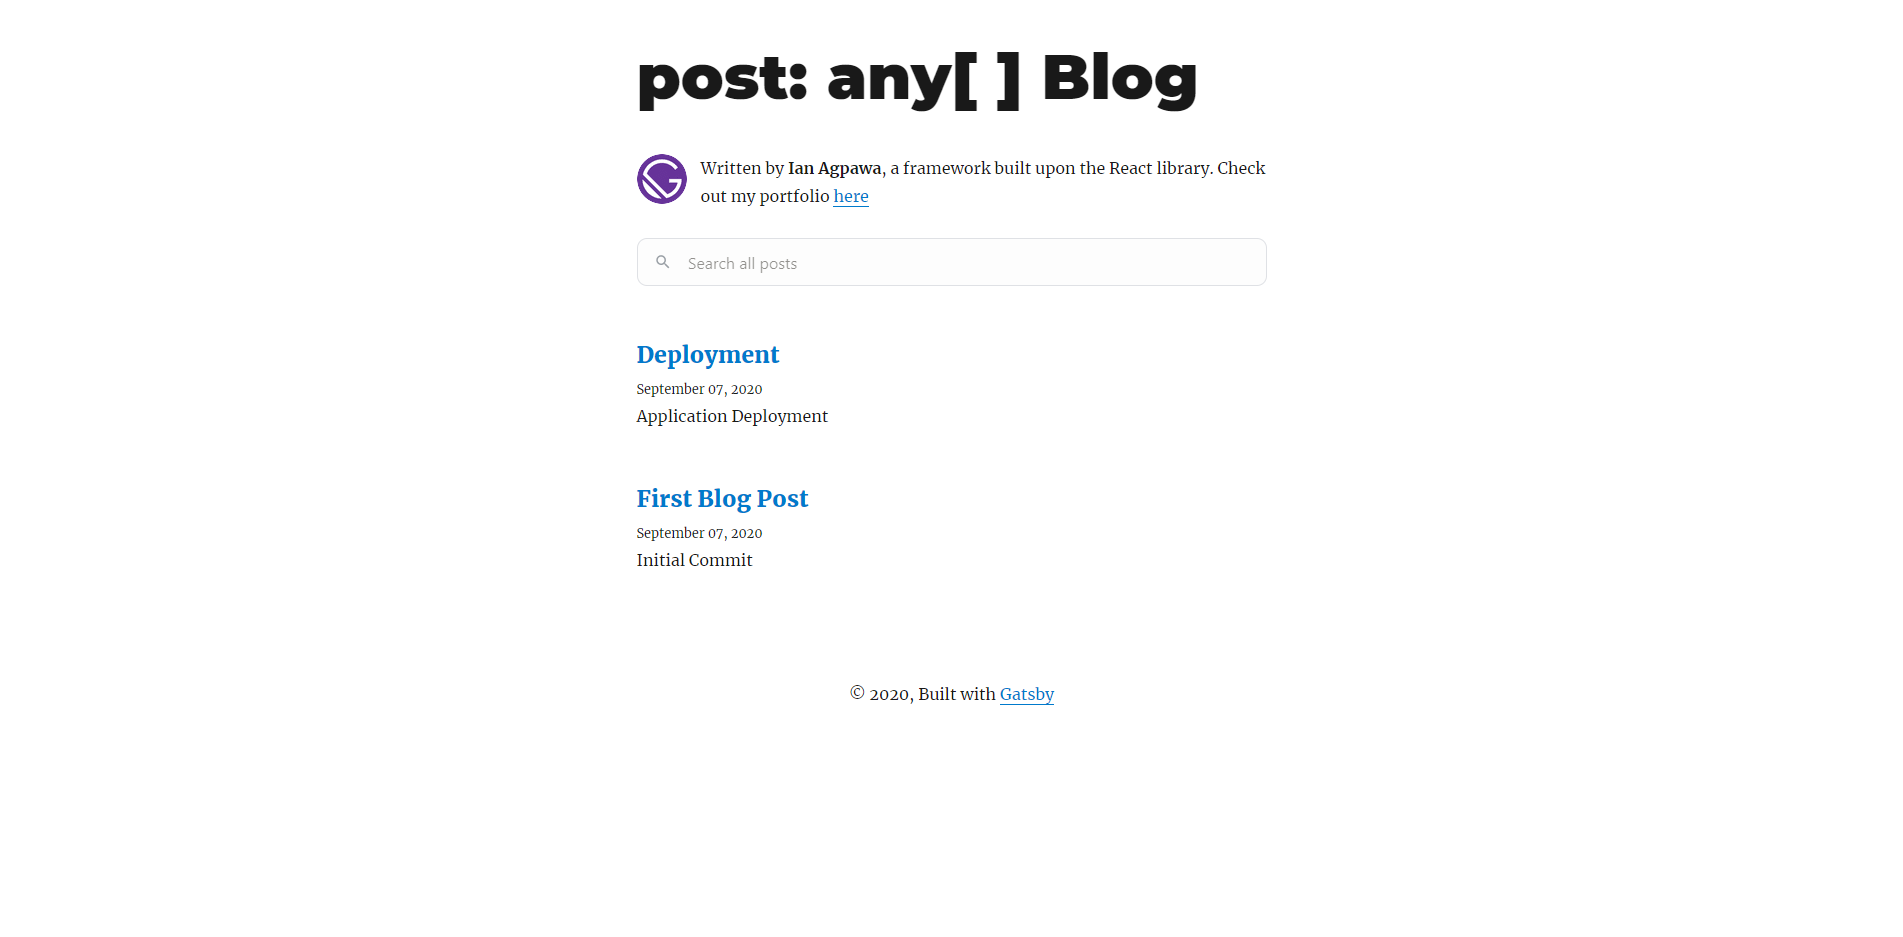 post: any[ ] Blog
Written by Ian Agpawa, a framework built upon the React library. Check
out my portfolio here
Search all posts
Deployment
September 07, 2020
Application Deployment
First Blog Post
September 07, 2020
Initial Commit
© 2020, Built with Gatsby